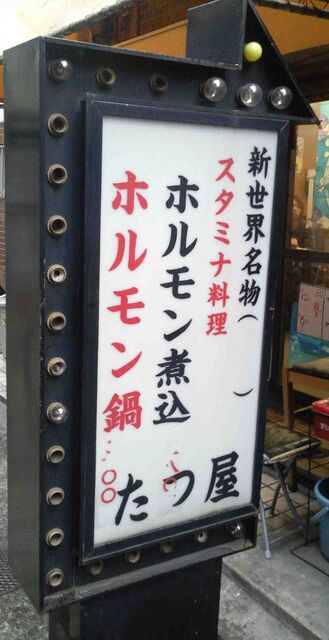 新世界名物(　　)
スタミナ料理
ホルモン煮込
ホルモン鍋
たつ屋